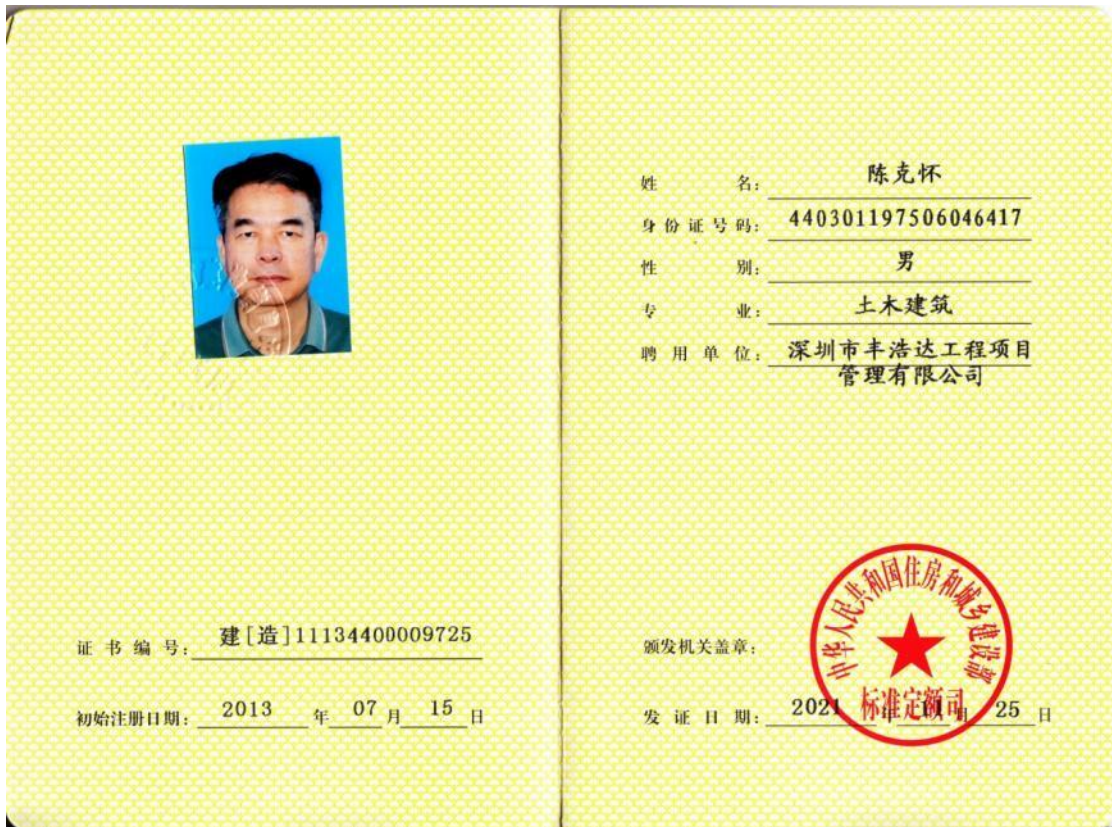 证书编号: 建[造]11134400009725
初始注册日期: 2013 年 07 月 15 日
姓名: 陈克怀
身份证号码: 440301197506046417
性别: 男
专业: 土木建筑
聘用单位: 深圳市丰浩达工程项目
管理有限公司
颁发机关盖章:
中华人民共和国住房和城乡建设部
标准定额司
发证日期: 2021 年 11 月 25 日